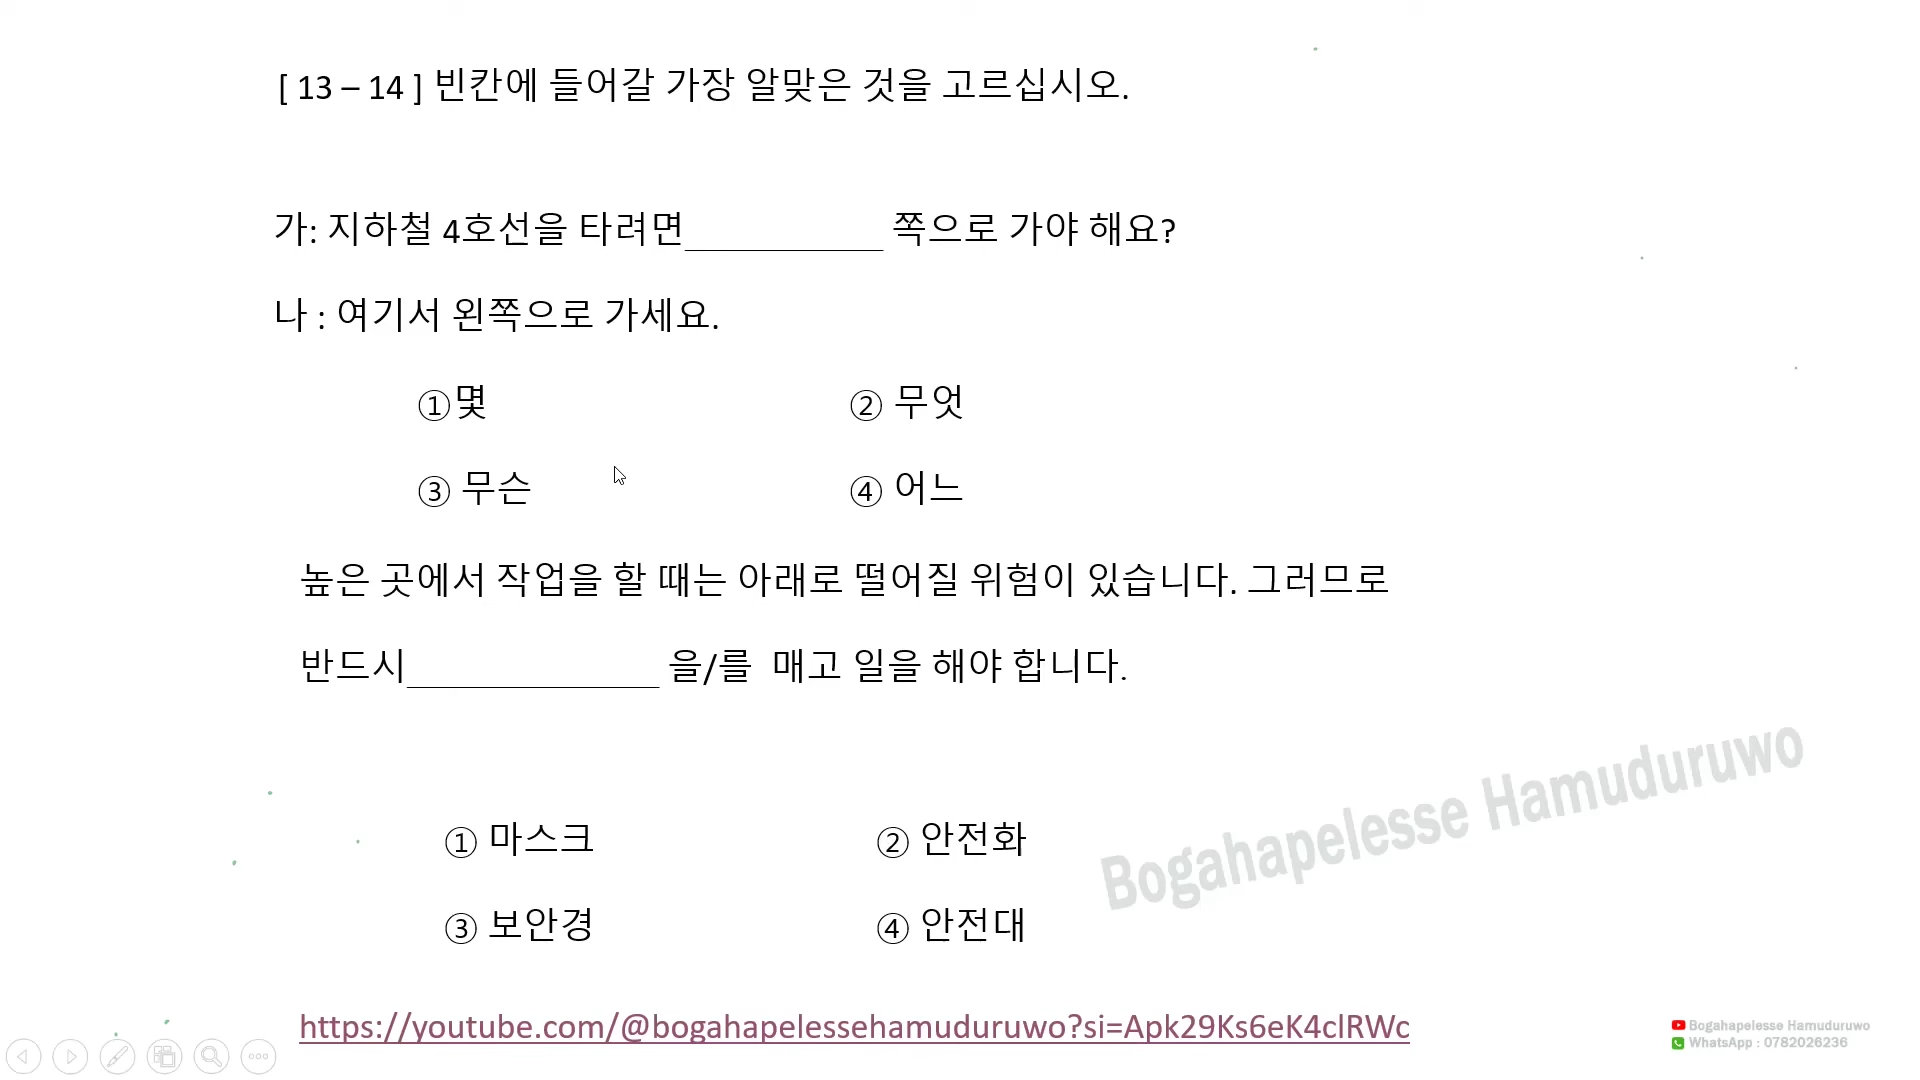 [ 13 – 14 ] 빈칸에 들어갈 가장 알맞은 것을 고르십시오.
가: 지하철 4호선을 타려면__________ 쪽으로 가야 해요?
나 : 여기서 왼쪽으로 가세요.
①몇 ② 무엇
③ 무슨 ④ 어느
높은 곳에서 작업을 할 때는 아래로 떨어질 위험이 있습니다. 그러므로
반드시_____________ 을/를 매고 일을 해야 합니다.
① 마스크 ② 안전화
③ 보안경 ④ 안전대
Bogahapelesse Hamuduruwo
https://youtube.com/@bogahapelessehamuduruwo?si=Apk29Ks6eK4clRWc
Bogahapelesse Hamuduruwo
WhatsApp : 0782026236